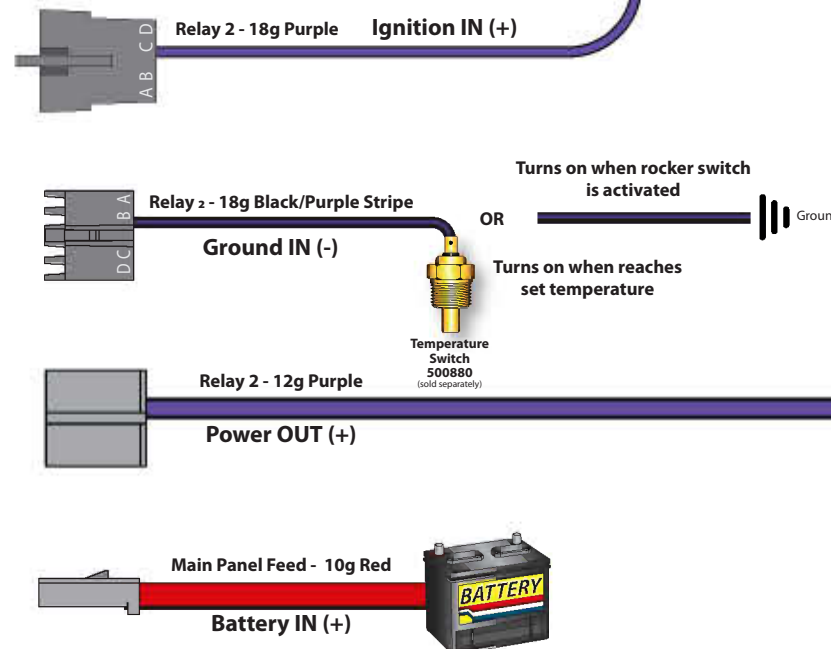 Relay 2 - 18g Purple
Ignition IN (+)
A B C D
Turns on when rocker switch
is activated
Relay 2 - 18g Black/Purple Stripe
OR
Groun
Ground IN (-)
D C B A
Turns on when reaches
set temperature
Temperature
Switch
500880
(sold separately)
Relay 2 - 12g Purple
Power OUT (+)
Main Panel Feed - 10g Red
BATTERY
Battery IN (+)